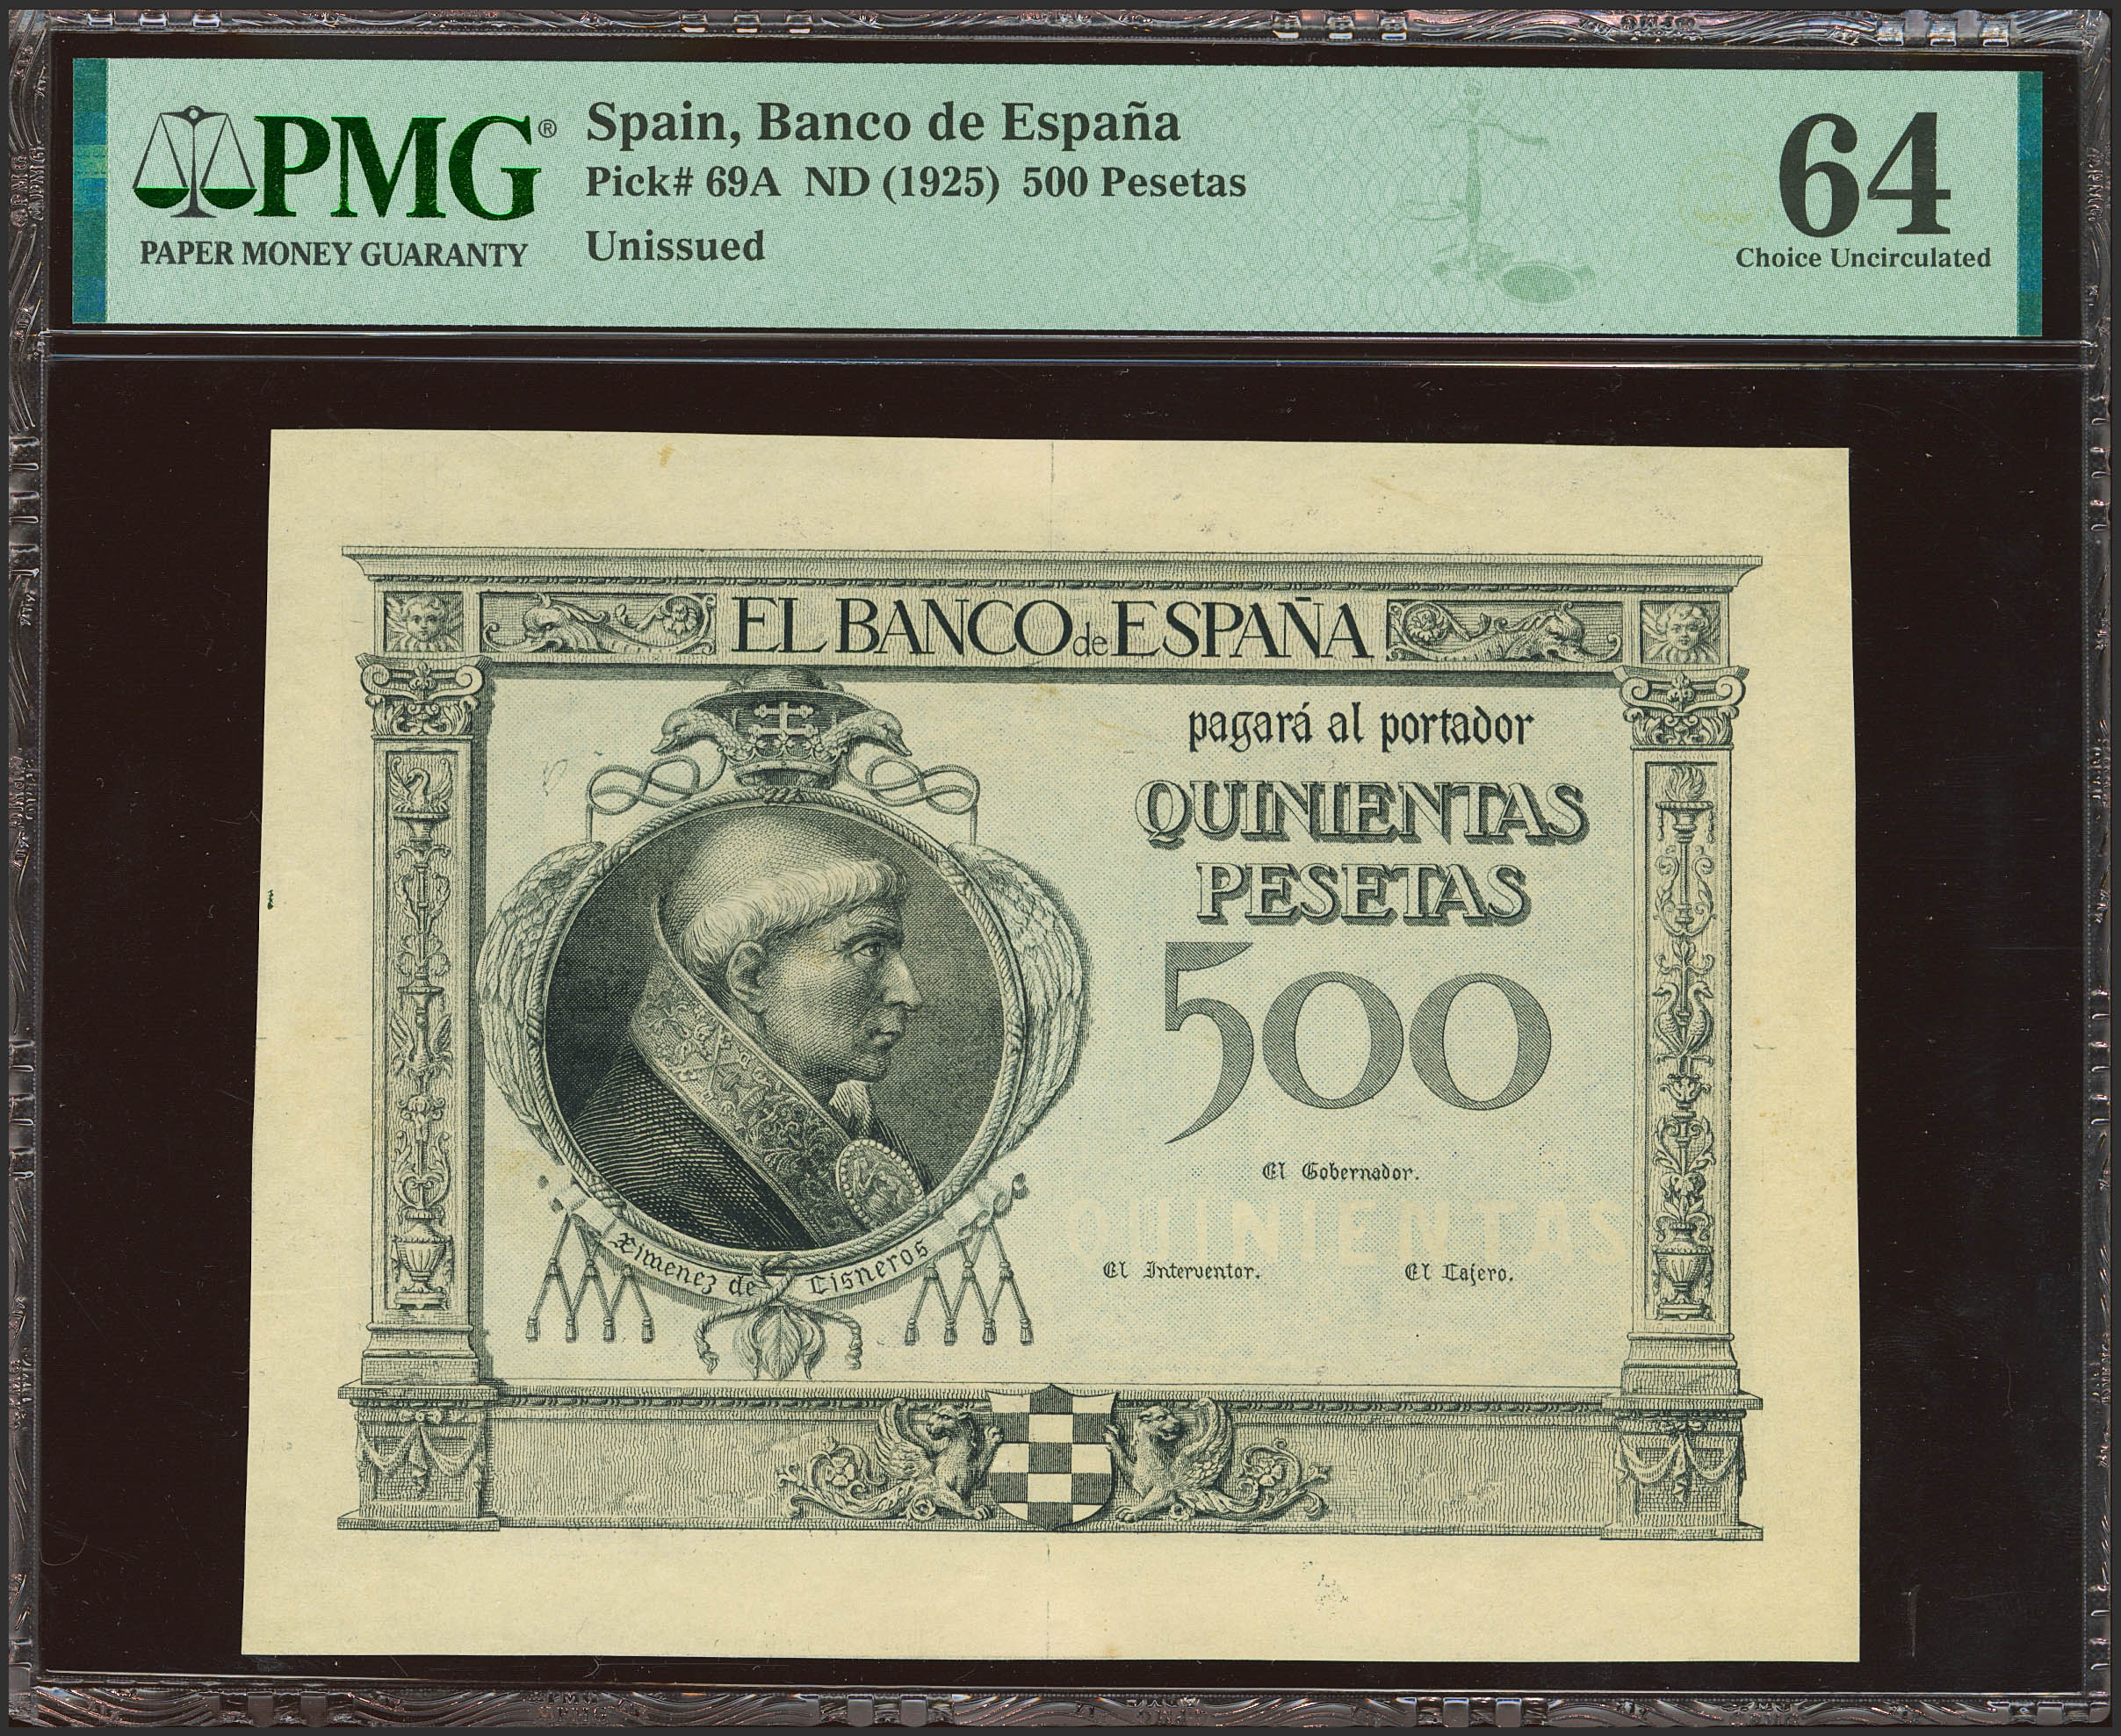 PMG®
PAPER MONEY GUARANTY
Spain, Banco de España
Pick# 69A ND (1925) 500 Pesetas
Unissued
64
Choice Uncirculated
EL BANCO de ESPAÑA
pagará al portador
QUINIENTAS
PESETAS
500
El Gobernador.
QUINIENTAS
El Interventor.
El Cajero.
Ximenez de Cisneros